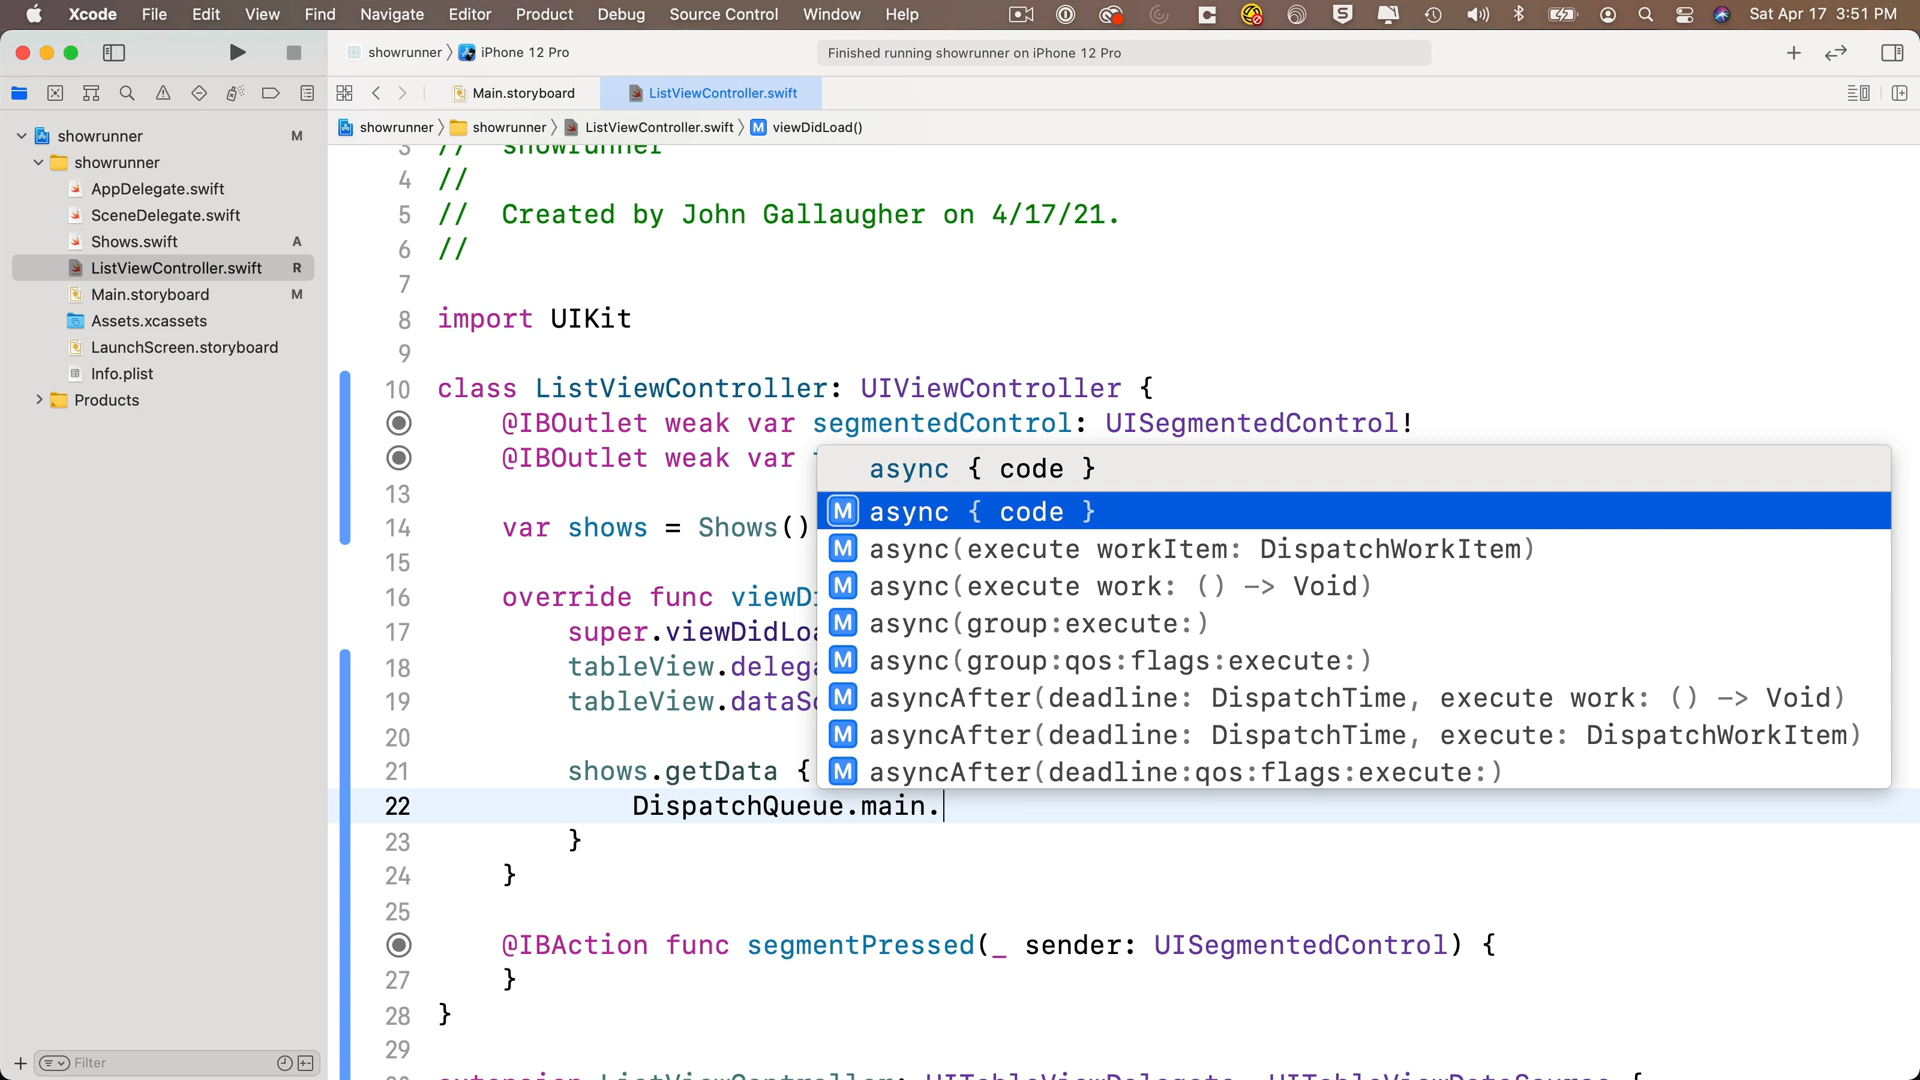 Xcode File Edit View Find Navigate Editor Product Debug Source Control Window Help Sat Apr 17 3:51 PM
showrunner iPhone 12 Pro Finished running showrunner on iPhone 12 Pro
Main.storyboard ListViewController.swift
showrunner showrunner ListViewController.swift M viewDidLoad()
showrunner M
showrunner
AppDelegate.swift
SceneDelegate.swift
Shows.swift A
ListViewController.swift R
Main.storyboard M
Assets.xcassets
LaunchScreen.storyboard
Info.plist
Products
Filter
3 // showrunner
4 //
5 // Created by John Gallaugher on 4/17/21.
6 //
7
8 import UIKit
9
10 class ListViewController: UIViewController {
@IBOutlet weak var segmentedControl: UISegmentedControl!
@IBOutlet weak var
13
14 var shows = Shows()
15
16 override func viewDi
17 super.viewDidLoa
18 tableView.delega
19 tableView.dataSo
20
21 shows.getData {
22 DispatchQueue.main.
23 }
24 }
25
@IBAction func segmentPressed(_ sender: UISegmentedControl) {
27 }
28 }
29
extension ListViewController: UITableViewDelegate, UITableViewDataSource {
async { code }
M async { code }
M async(execute workItem: DispatchWorkItem)
M async(execute work: () -> Void)
M async(group:execute:)
M async(group:qos:flags:execute:)
M asyncAfter(deadline: DispatchTime, execute work: () -> Void)
M asyncAfter(deadline: DispatchTime, execute: DispatchWorkItem)
M asyncAfter(deadline:qos:flags:execute:)